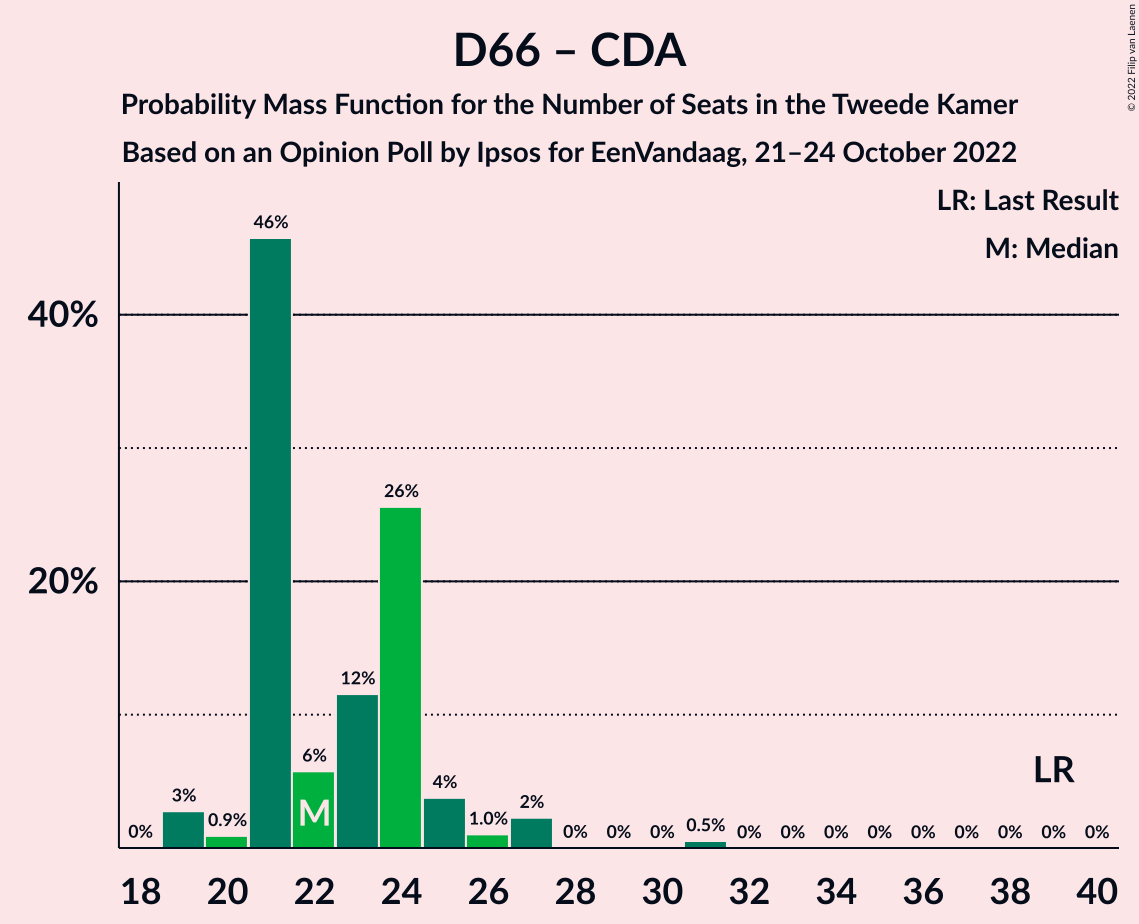 D66 – CDA
Probability Mass Function for the Number of Seats in the Tweede Kamer
Based on an Opinion Poll by Ipsos for EenVandaag, 21–24 October 2022
© 2022 Filip van Laenen
LR: Last Result
M: Median
40%
20%
0%
3%
0.9%
46%
6%
12%
26%
4%
1.0%
2%
0%
0%
0%
0.5%
0%
0%
0%
0%
0%
0%
0%
0%
0%
M
LR
18 20 22 24 26 28 30 32 34 36 38 40